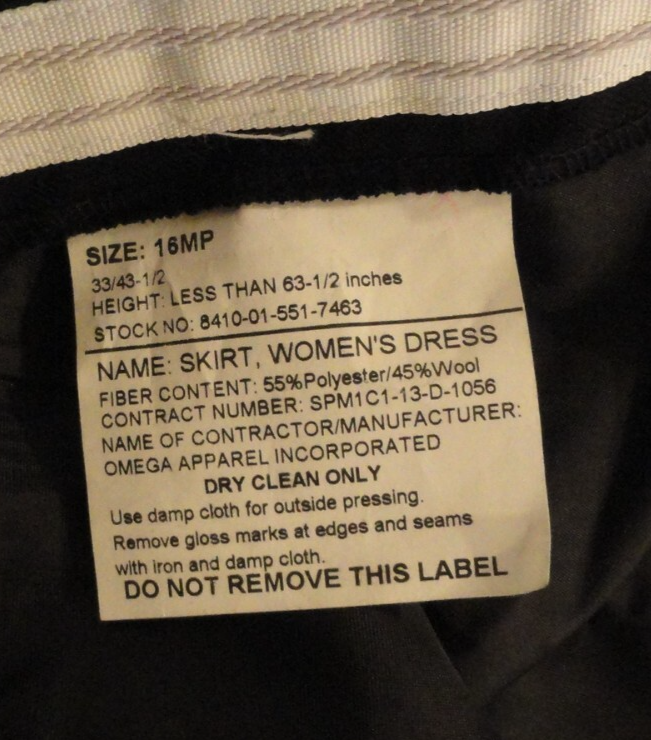 SIZE: 16MP
33/43-1/2
HEIGHT: LESS THAN 63-1/2 inches
STOCK NO: 8410-01-551-7463
NAME: SKIRT, WOMEN'S DRESS
FIBER CONTENT: 55%Polyester/45%Wool
CONTRACT NUMBER: SPM1C1-13-D-1056
NAME OF CONTRACTOR/MANUFACTURER:
OMEGA APPAREL INCORPORATED
DRY CLEAN ONLY
Use damp cloth for outside pressing.
Remove gloss marks at edges and seams
with iron and damp cloth.
DO NOT REMOVE THIS LABEL